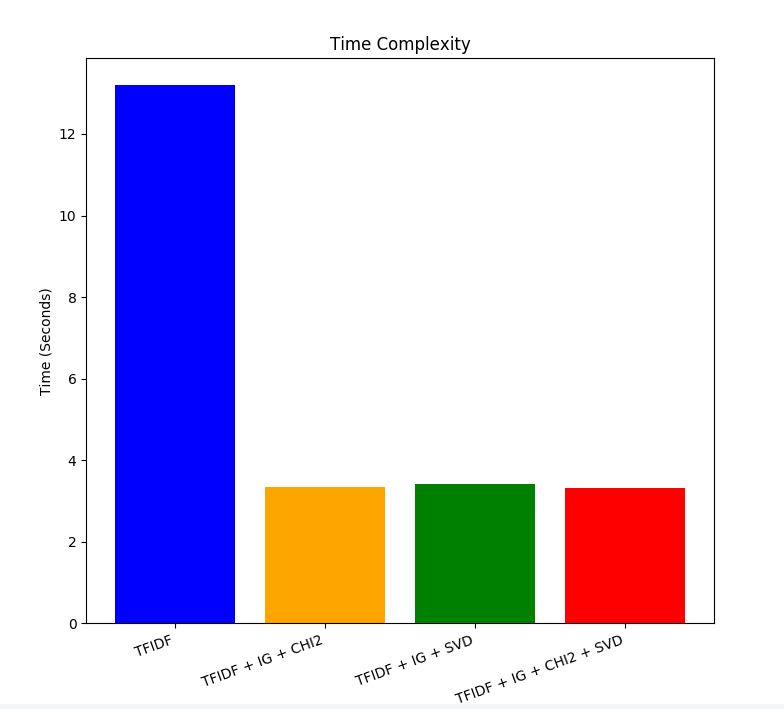 Time Complexity
Time (Seconds)
12
10
8
6
4
2
0
TFIDF
TFIDF + IG + CHI2
TFIDF + IG + SVD
TFIDF + IG + CHI2 + SVD